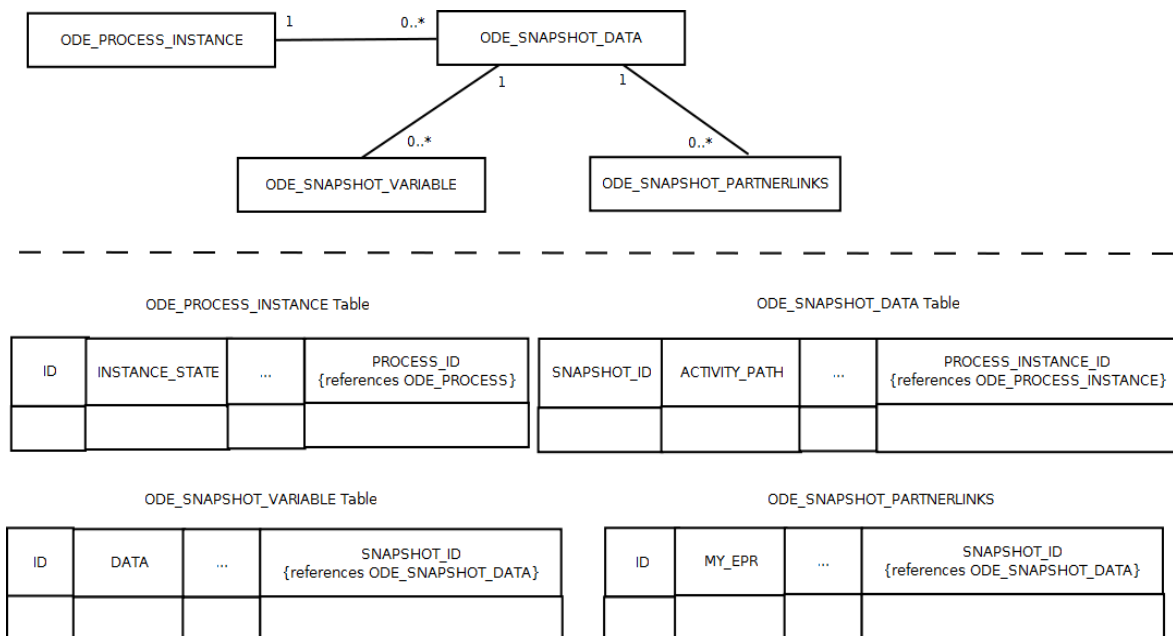 ODE_PROCESS_INSTANCE
1
0..*
ODE_SNAPSHOT_DATA
1
1
0..*
0..*
ODE_SNAPSHOT_VARIABLE
ODE_SNAPSHOT_PARTNERLINKS
ODE_PROCESS_INSTANCE Table
ID
INSTANCE_STATE
...
PROCESS_ID
{references ODE_PROCESS}
ODE_SNAPSHOT_DATA Table
SNAPSHOT_ID
ACTIVITY_PATH
...
PROCESS_INSTANCE_ID
{references ODE_PROCESS_INSTANCE}
ODE_SNAPSHOT_VARIABLE Table
ID
DATA
...
SNAPSHOT_ID
{references ODE_SNAPSHOT_DATA}
ODE_SNAPSHOT_PARTNERLINKS
ID
MY_EPR
...
SNAPSHOT_ID
{references ODE_SNAPSHOT_DATA}